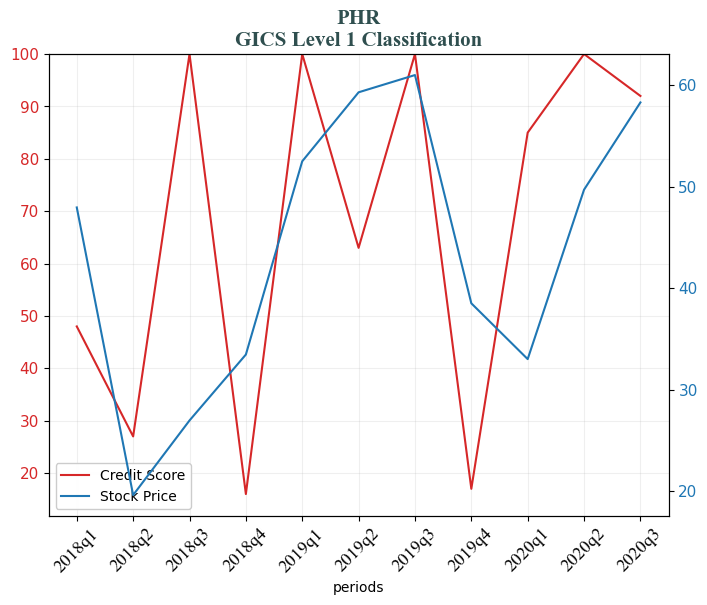 PHR
GICS Level 1 Classification
100
90
80
70
60
50
40
30
20
60
50
40
30
20
Credit Score
Stock Price
2018q1
2018q2
2018q3
2018q4
2019q1
2019q2
2019q3
2019q4
2020q1
2020q2
2020q3
periods